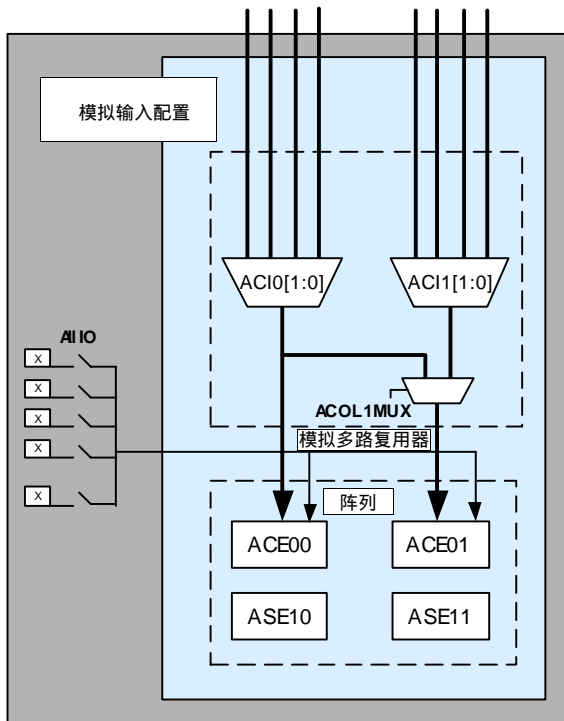 模拟输入配置
ACI0[1:0]
ACI1[1:0]
AllIO
X
X
X
X
X
ACOL1MUX
模拟多路复用器
阵列
ACE00
ACE01
ASE10
ASE11